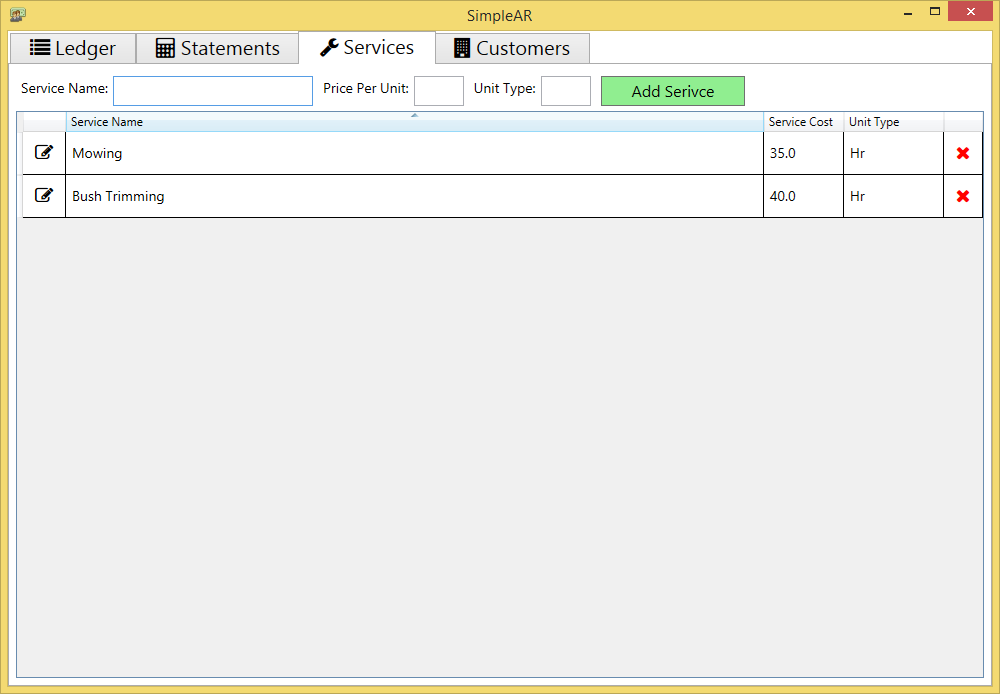 SimpleAR
Ledger Statements Services Customers
Service Name: Price Per Unit: Unit Type: Add Serivce
Service Name Service Cost Unit Type
Mowing 35.0 Hr
Bush Trimming 40.0 Hr